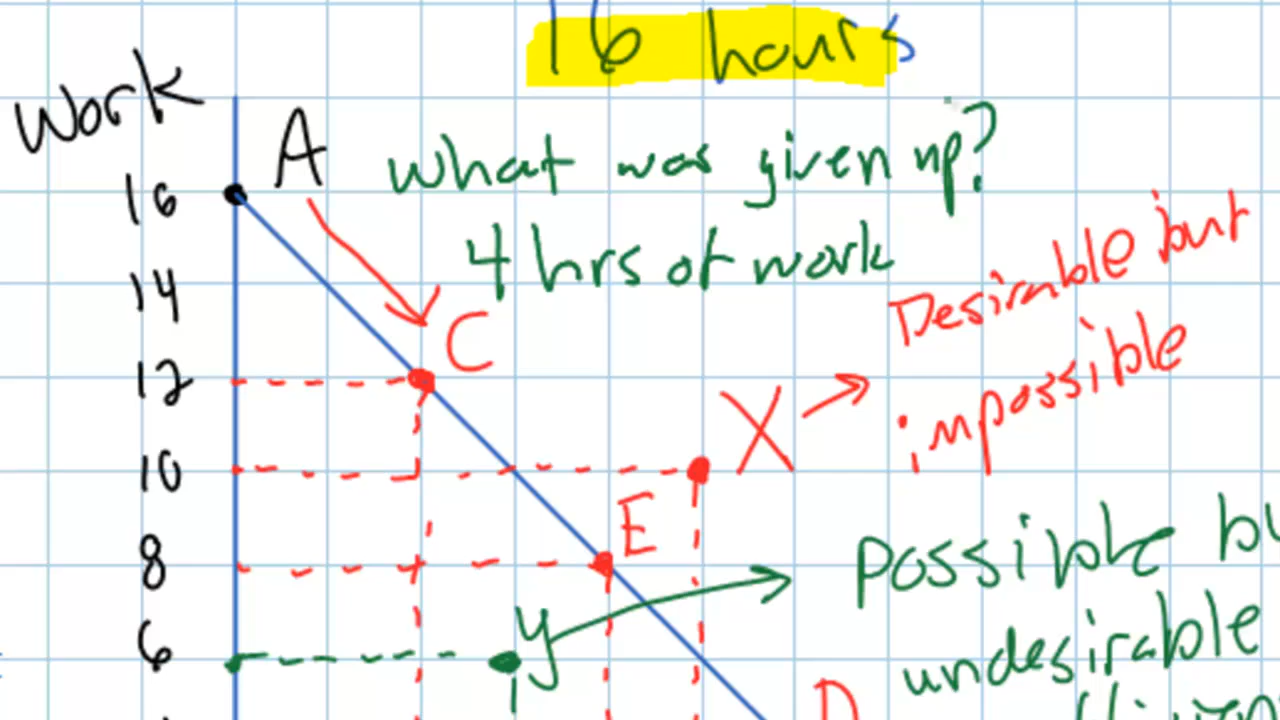 16 hours
Work
A
What was given up?
16
4 hrs of work
Desirable but
impossible
14
C
12
X
10
E
8
Possible
undesirable
y
6
D